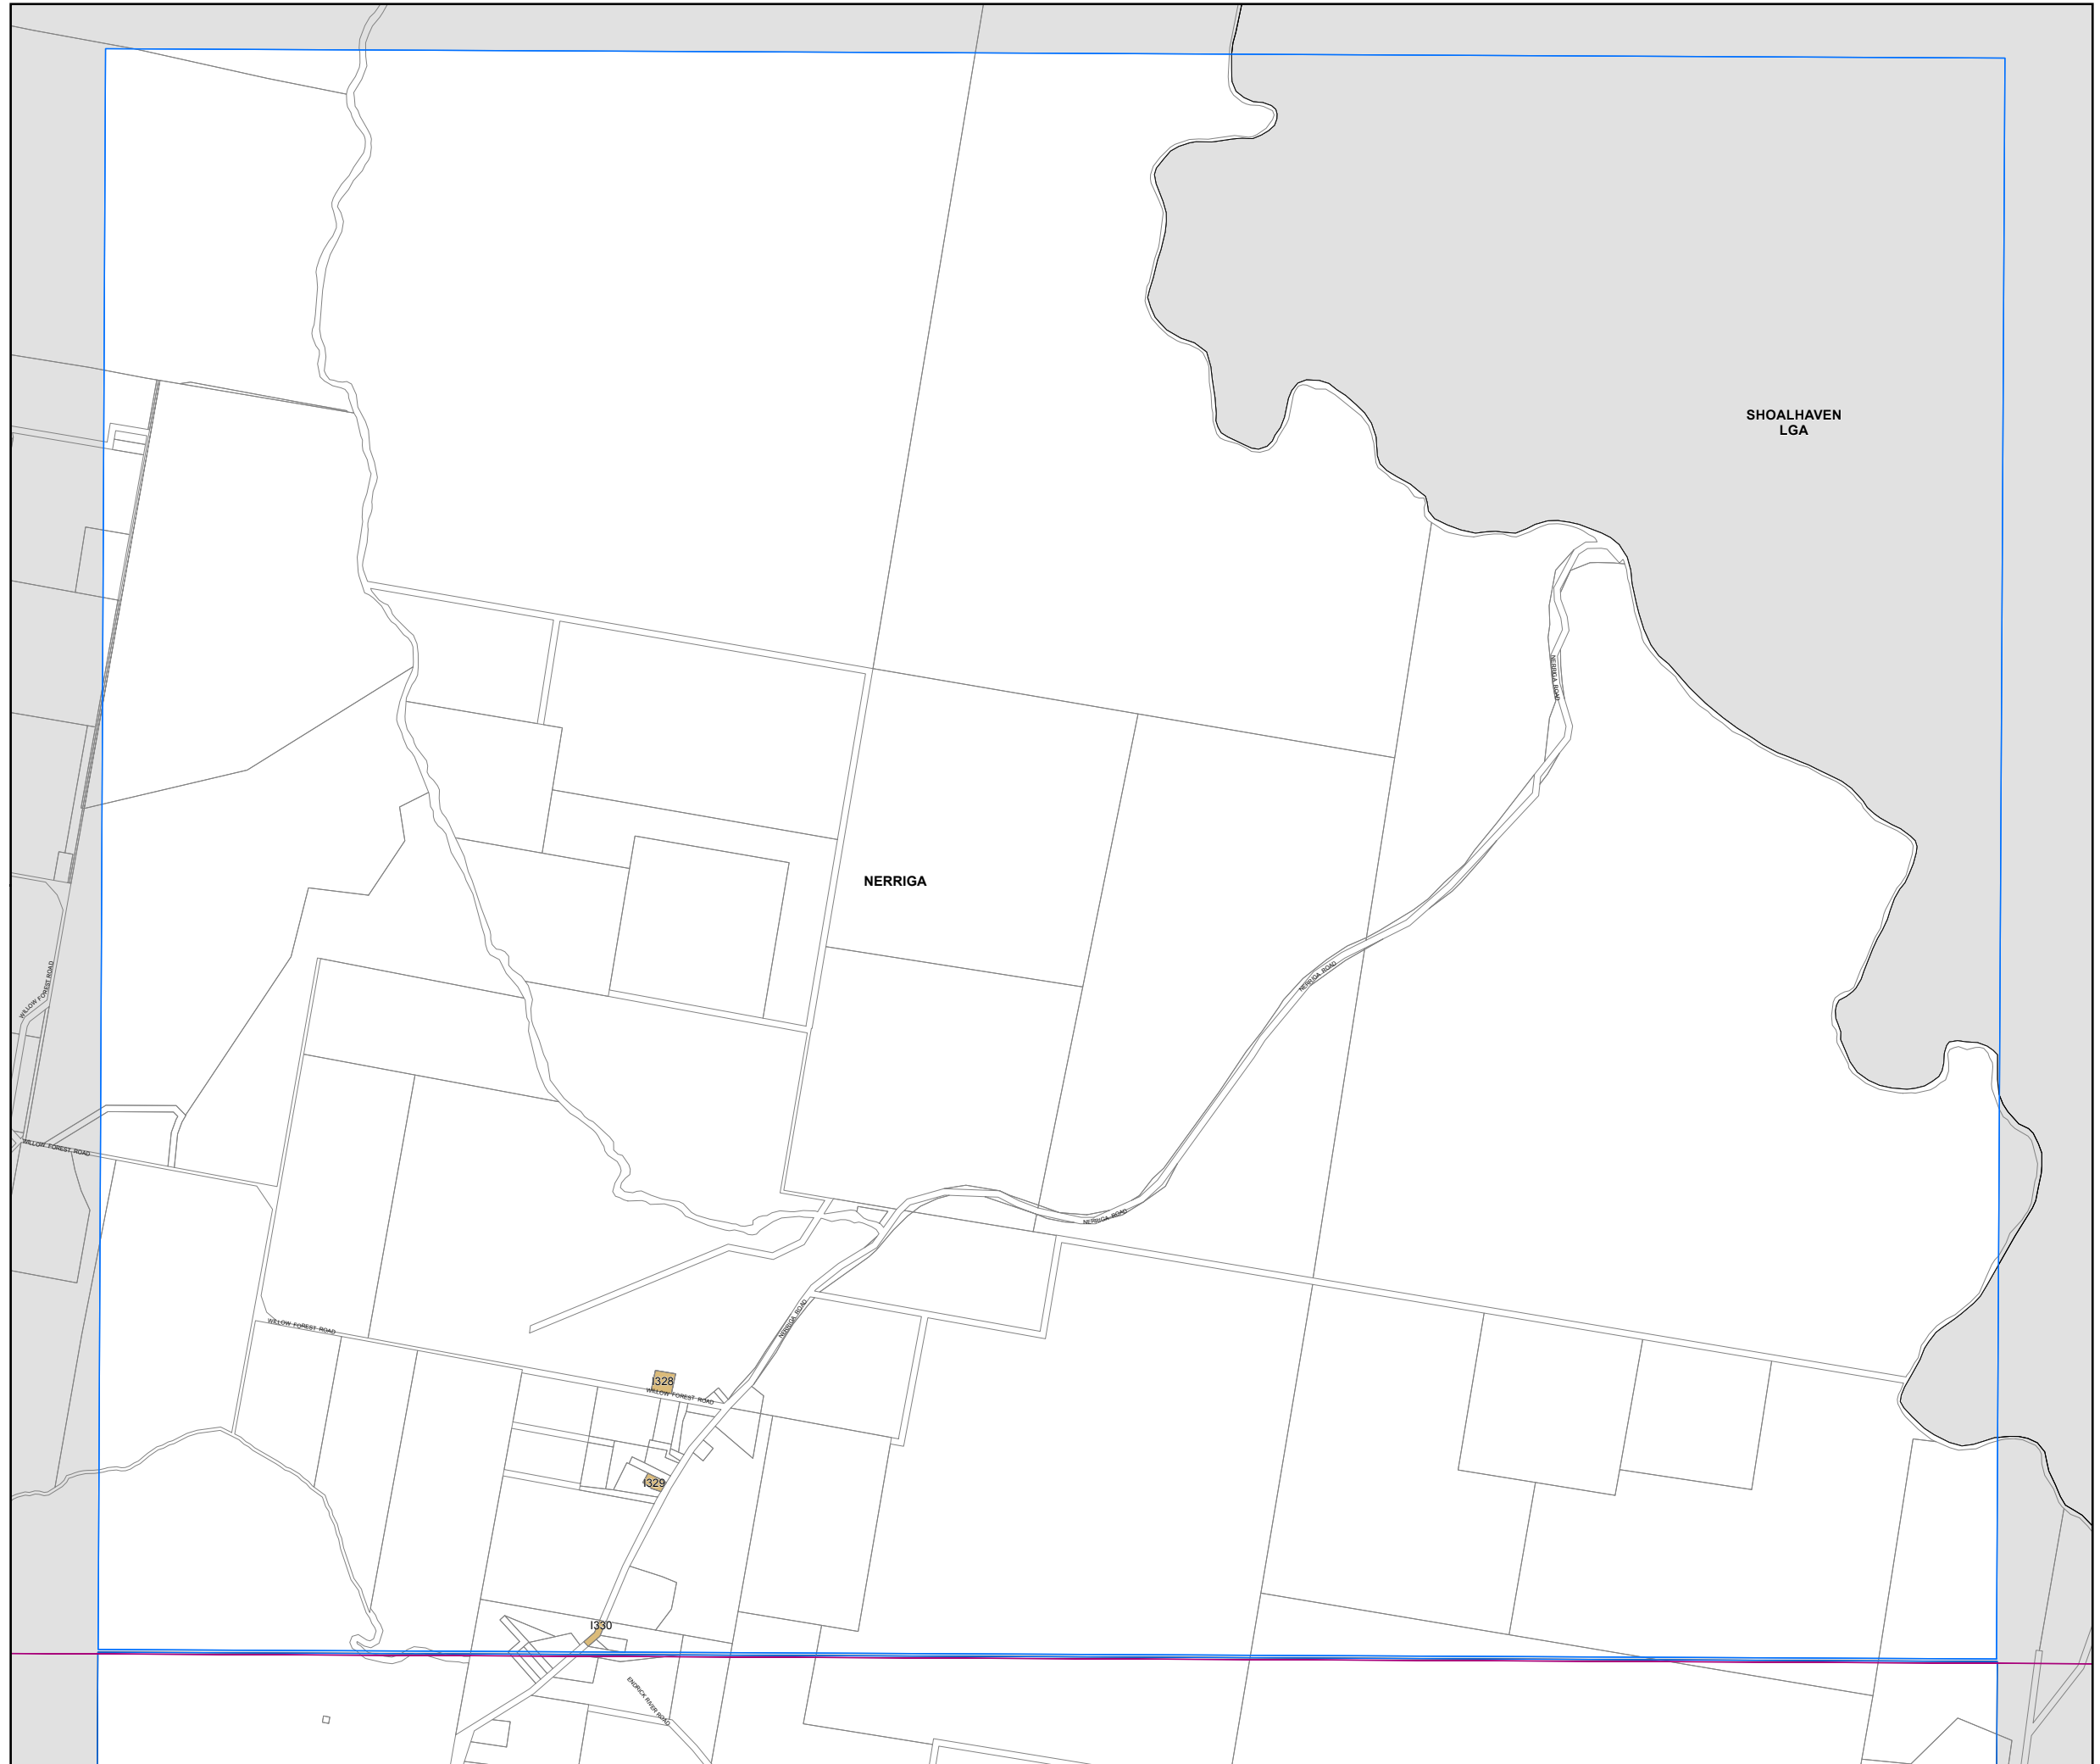 SHOALHAVEN
LGA
NERRIGA ROAD
NERRIGA
NERRIGA ROAD
WILLOW FOREST ROAD
WILLOW FOREST ROAD
NERRIGA ROAD
NERRIGA ROAD
WILLOW FOREST ROAD
I328
WILLOW FOREST ROAD
I329
I330
ENDRICK RIVER ROAD